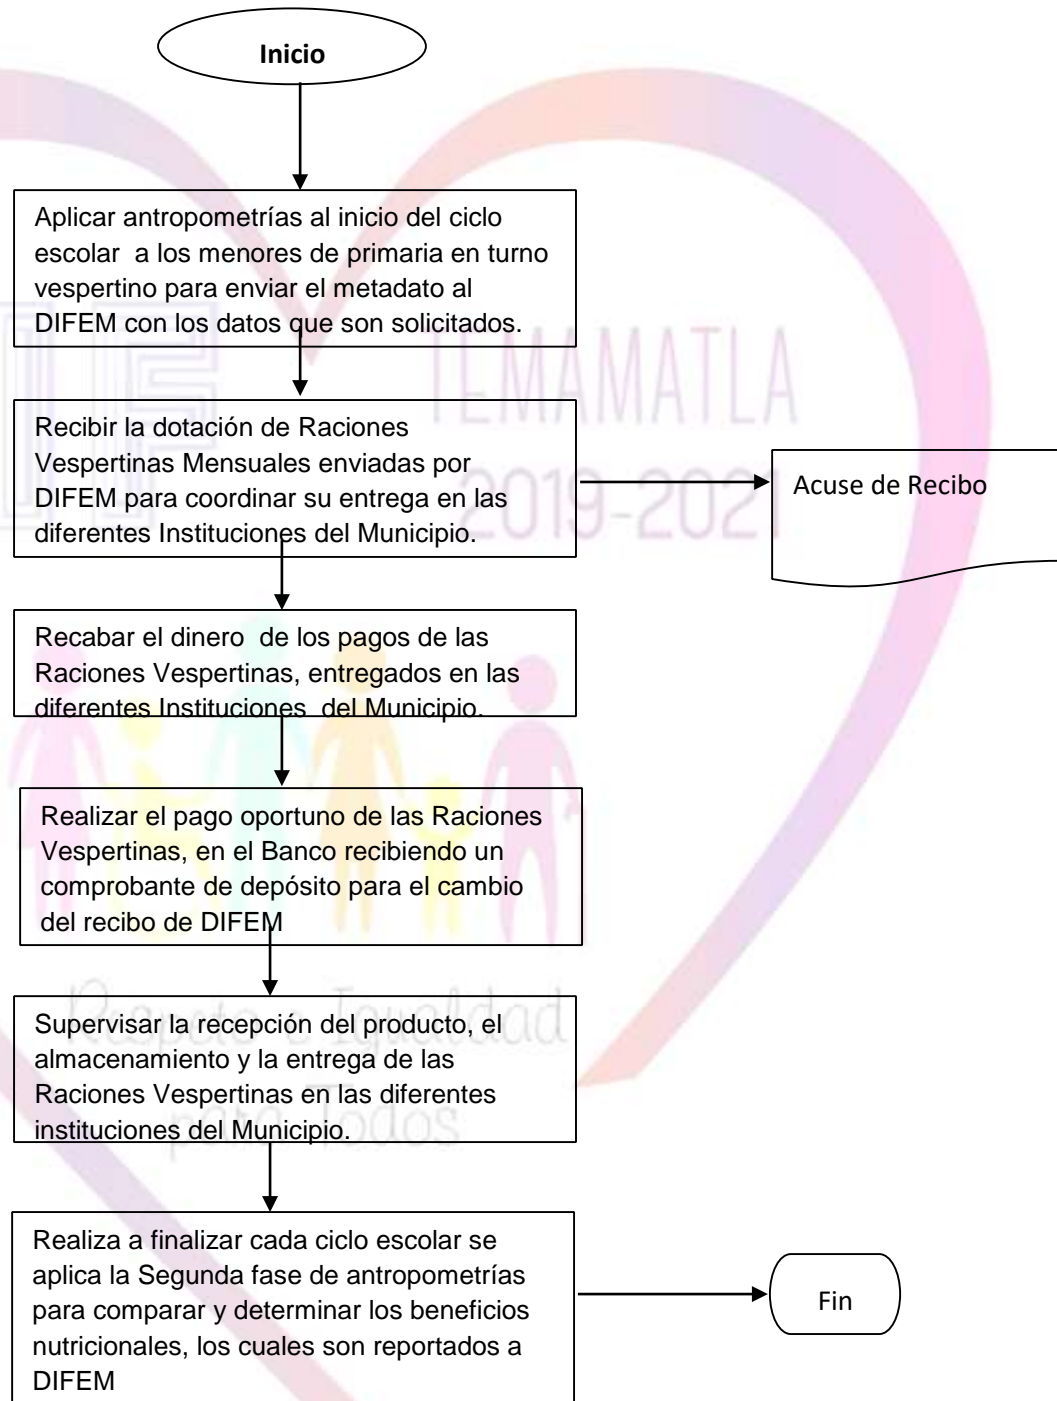 Inicio
Aplicar antropometrías al inicio del ciclo
escolar a los menores de primaria en turno
vespertino para enviar el metadato al
DIFEM con los datos que son solicitados.
IF
TEMAMATLA
2019-2021
Recibir la dotación de Raciones
Vespertinas Mensuales enviadas por
DIFEM para coordinar su entrega en las
diferentes Instituciones del Municipio.
Acuse de Recibo
Recabar el dinero de los pagos de las
Raciones Vespertinas, entregados en las
diferentes Instituciones del Municipio.
Realizar el pago oportuno de las Raciones
Vespertinas, en el Banco recibiendo un
comprobante de depósito para el cambio
del recibo de DIFEM
Respeto e Igualdad
para Todos
Supervisar la recepción del producto, el
almacenamiento y la entrega de las
Raciones Vespertinas en las diferentes
instituciones del Municipio.
Realiza a finalizar cada ciclo escolar se
aplica la Segunda fase de antropometrías
para comparar y determinar los beneficios
nutricionales, los cuales son reportados a
DIFEM
Fin